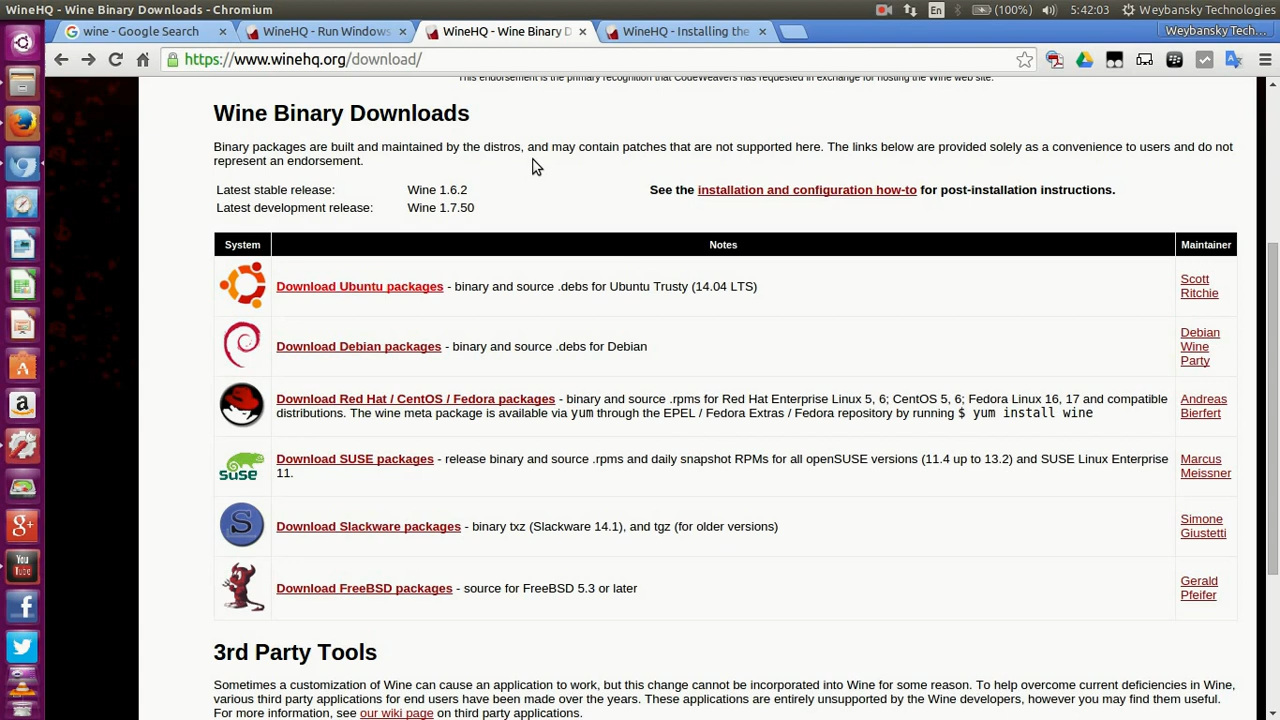 WineHQ - Wine Binary Downloads - Chromium
En
(100%)
5:42:03
Weybansky Technologies
wine - Google Search
WineHQ - Run Windows
WineHQ - Wine Binary D
WineHQ - Installing the
Weybansky Tech...
https://www.winehq.org/download/
This endorsement is the primary recognition that CodeWeavers has requested in exchange for hosting the Wine web site.
Wine Binary Downloads
Binary packages are built and maintained by the distros, and may contain patches that are not supported here. The links below are provided solely as a convenience to users and do not
represent an endorsement.
Latest stable release: Wine 1.6.2
See the installation and configuration how-to for post-installation instructions.
Latest development release: Wine 1.7.50
System Notes Maintainer
Download Ubuntu packages - binary and source .debs for Ubuntu Trusty (14.04 LTS)
Scott
Ritchie
Download Debian packages - binary and source .debs for Debian
Debian
Wine
Party
Download Red Hat / CentOS / Fedora packages - binary and source .rpms for Red Hat Enterprise Linux 5, 6; CentOS 5, 6; Fedora Linux 16, 17 and compatible
distributions. The wine meta package is available via yum through the EPEL / Fedora Extras / Fedora repository by running $ yum install wine
Andreas
Bierfert
SUSE
Download SUSE packages - release binary and source .rpms and daily snapshot RPMs for all openSUSE versions (11.4 up to 13.2) and SUSE Linux Enterprise
11.
Marcus
Meissner
Download Slackware packages - binary txz (Slackware 14.1), and tgz (for older versions)
Simone
Giustetti
Download FreeBSD packages - source for FreeBSD 5.3 or later
Gerald
Pfeifer
3rd Party Tools
Sometimes a customization of Wine can cause an application to work, but this change cannot be incorporated into Wine for some reason. To help overcome current deficiencies in Wine,
various third party applications for end users have been made over the years. These applications are entirely unsupported by the Wine developers, however you may find them useful.
For more information, see our wiki page on third party applications.